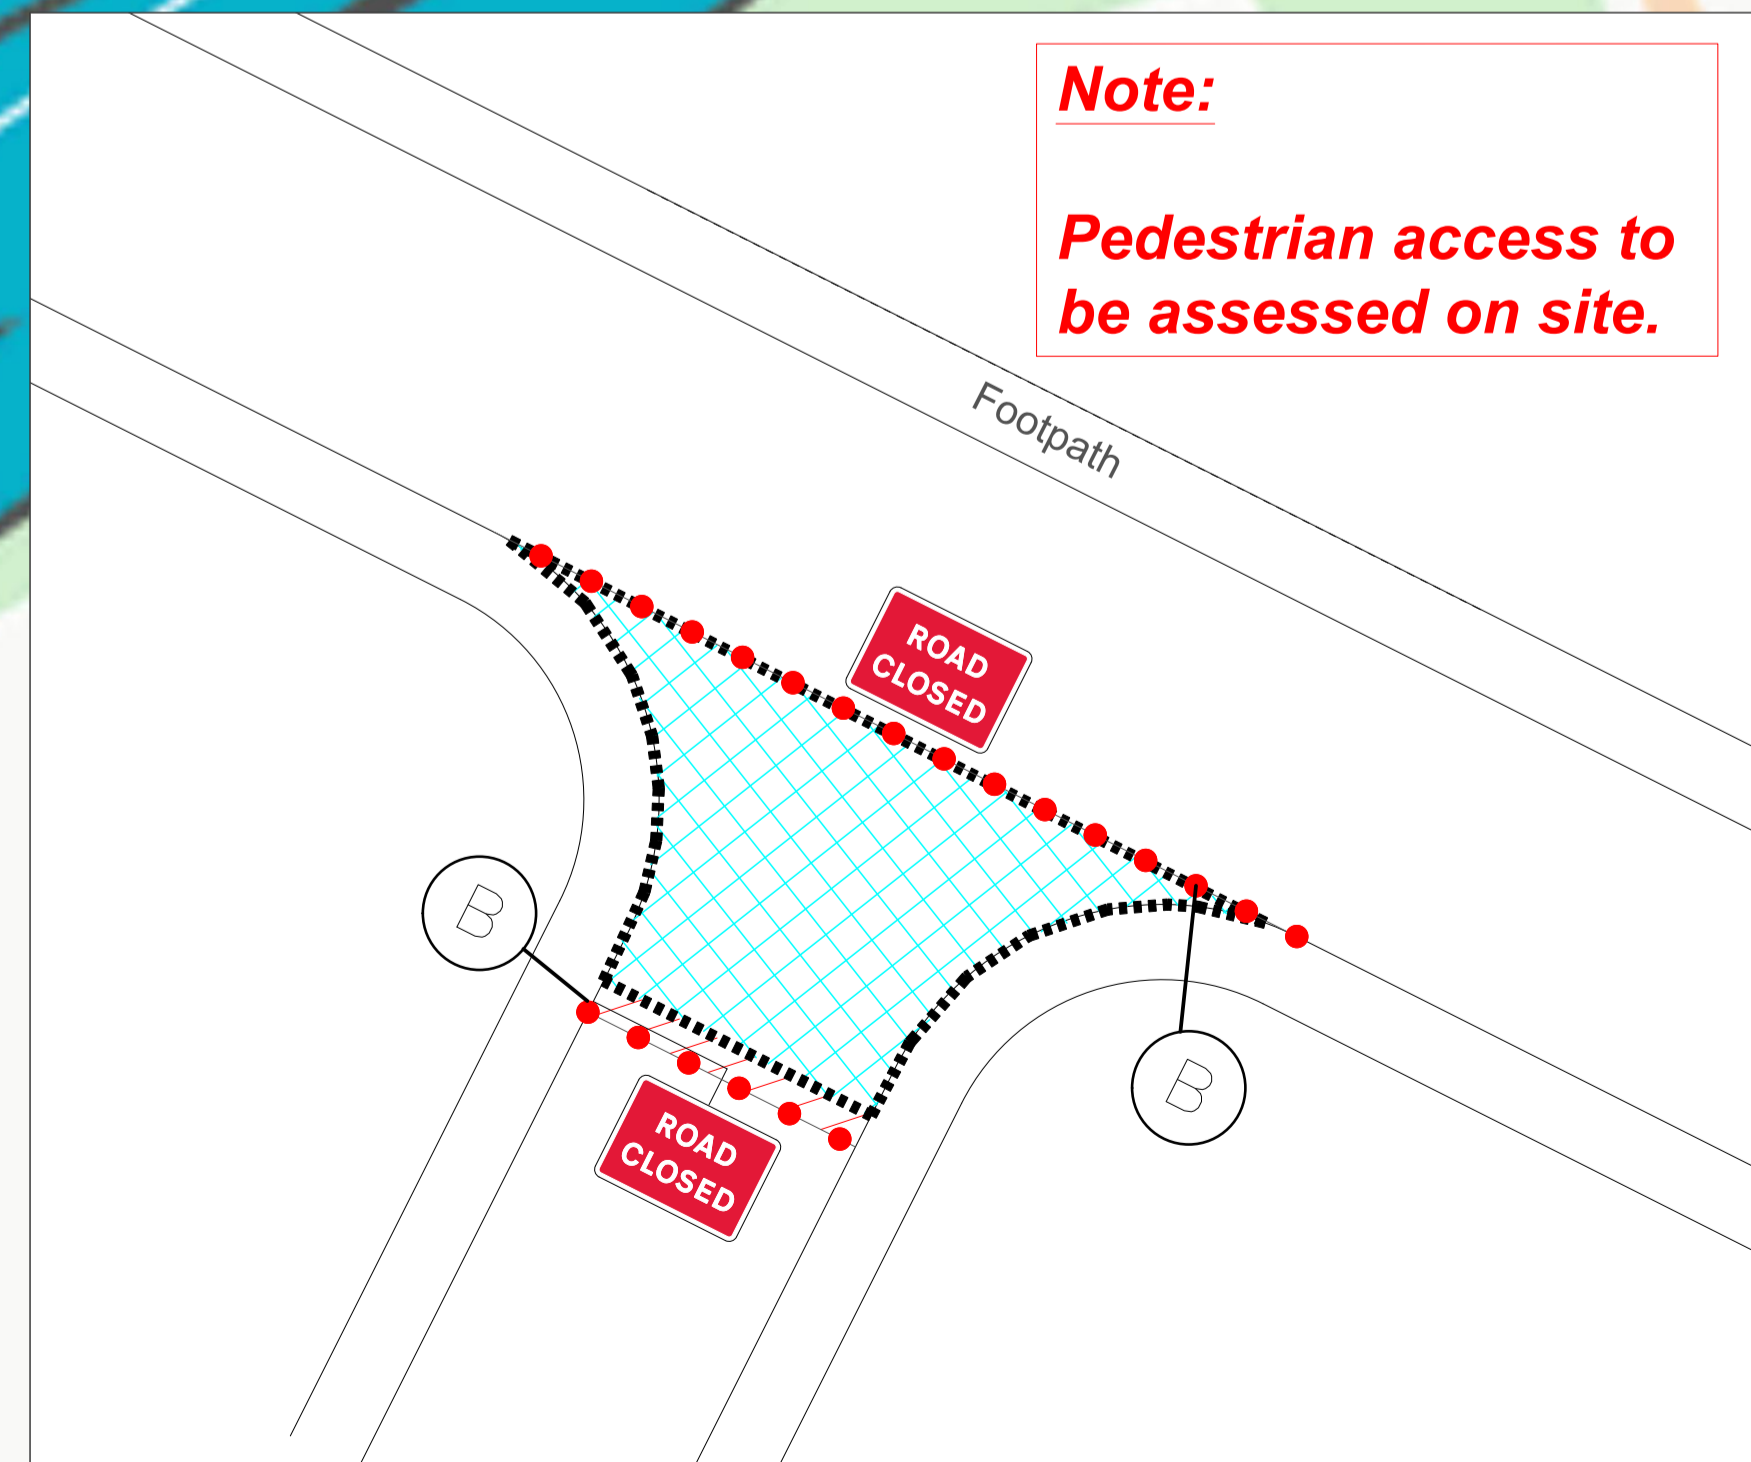 Note:
Pedestrian access to
be assessed on site.
Footpath
ROAD
CLOSED
B
B
ROAD
CLOSED